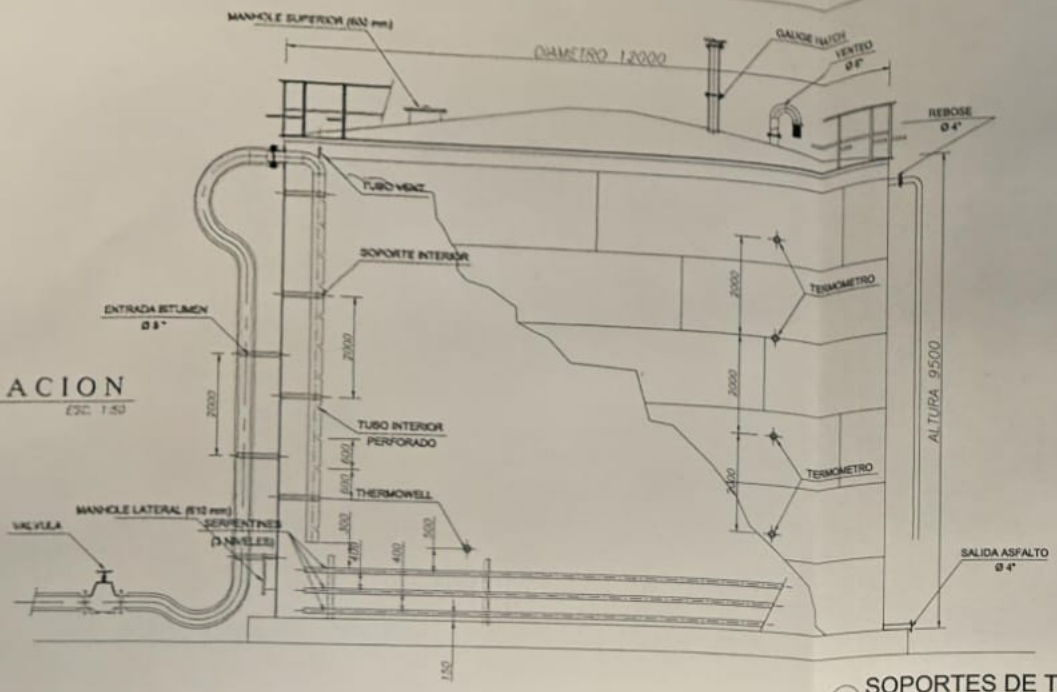 MANHOLE SUPERIOR (600 mm)
DIAMETRO 12000
GAUGE HATCH
VENTEO
Ø 6"
REBOSE
Ø 4"
TUBO VENT
SOPORTE INTERIOR
2000
TERMOMETRO
ENTRADA BITUMEN
Ø 8"
2000
2000
ALTURA 9500
ACION
ESC. 1:50
2000
TUBO INTERIOR
PERFORADO
600
600
TERMOMETRO
2000
THERMOWELL
MANHOLE LATERAL (610 mm)
SERPENTINES
(3 NIVELES)
VALVULA
300
400
400
500
SALIDA ASFALTO
Ø 4"
150
SOPORTES DE T